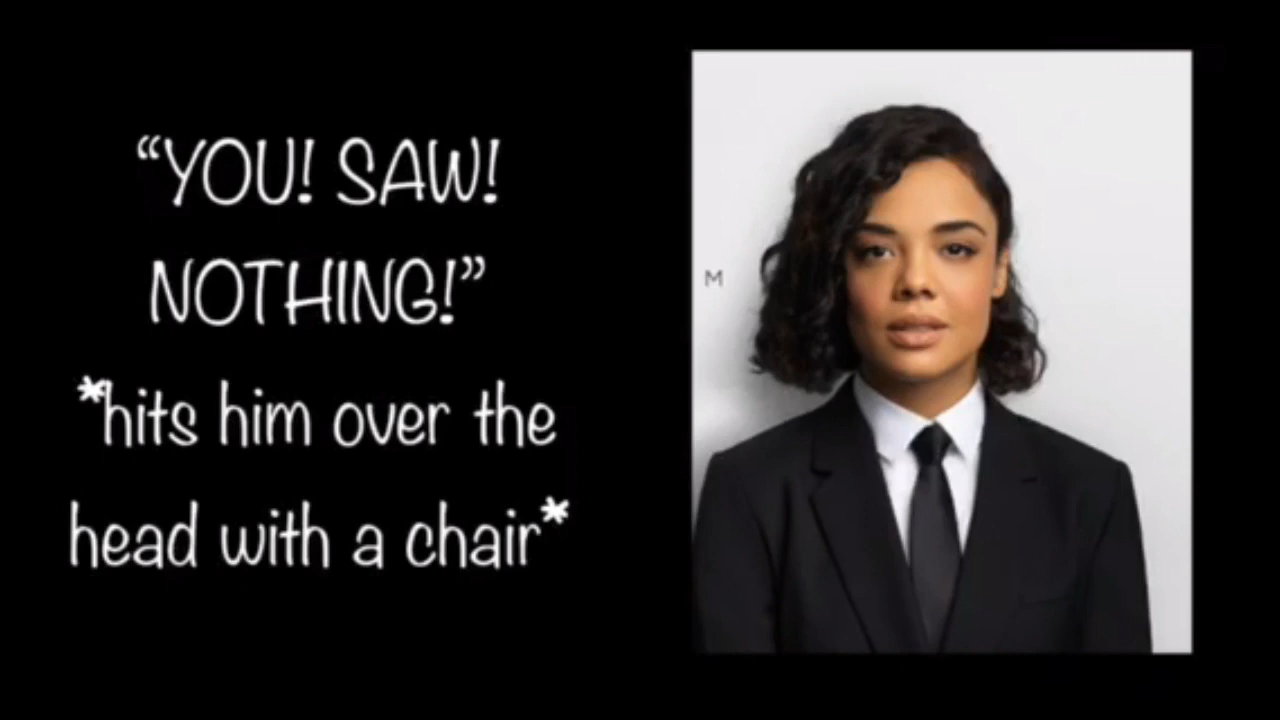 “YOU! SAW!
NOTHING!”
*hits him over the
head with a chair*
M